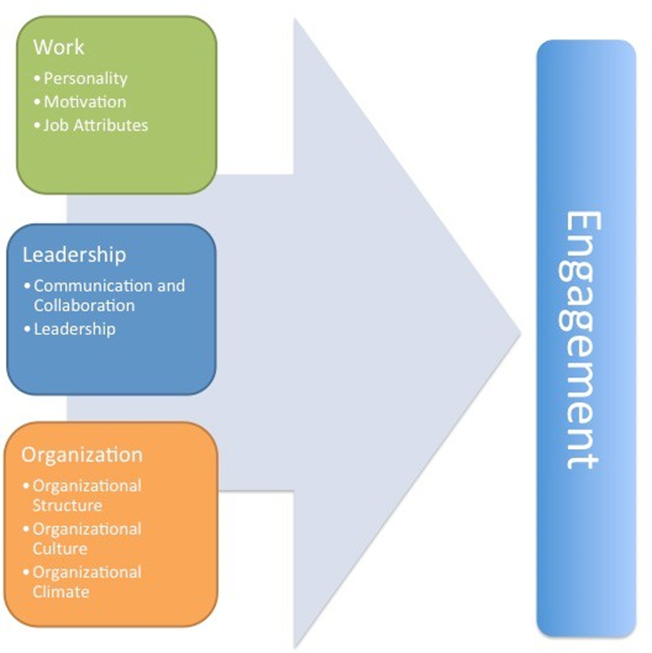 Work
• Personality
• Motivation
• Job Attributes
Leadership
• Communication and
Collaboration
• Leadership
Organization
• Organizational
Structure
• Organizational
Culture
• Organizational
Climate
Engagement